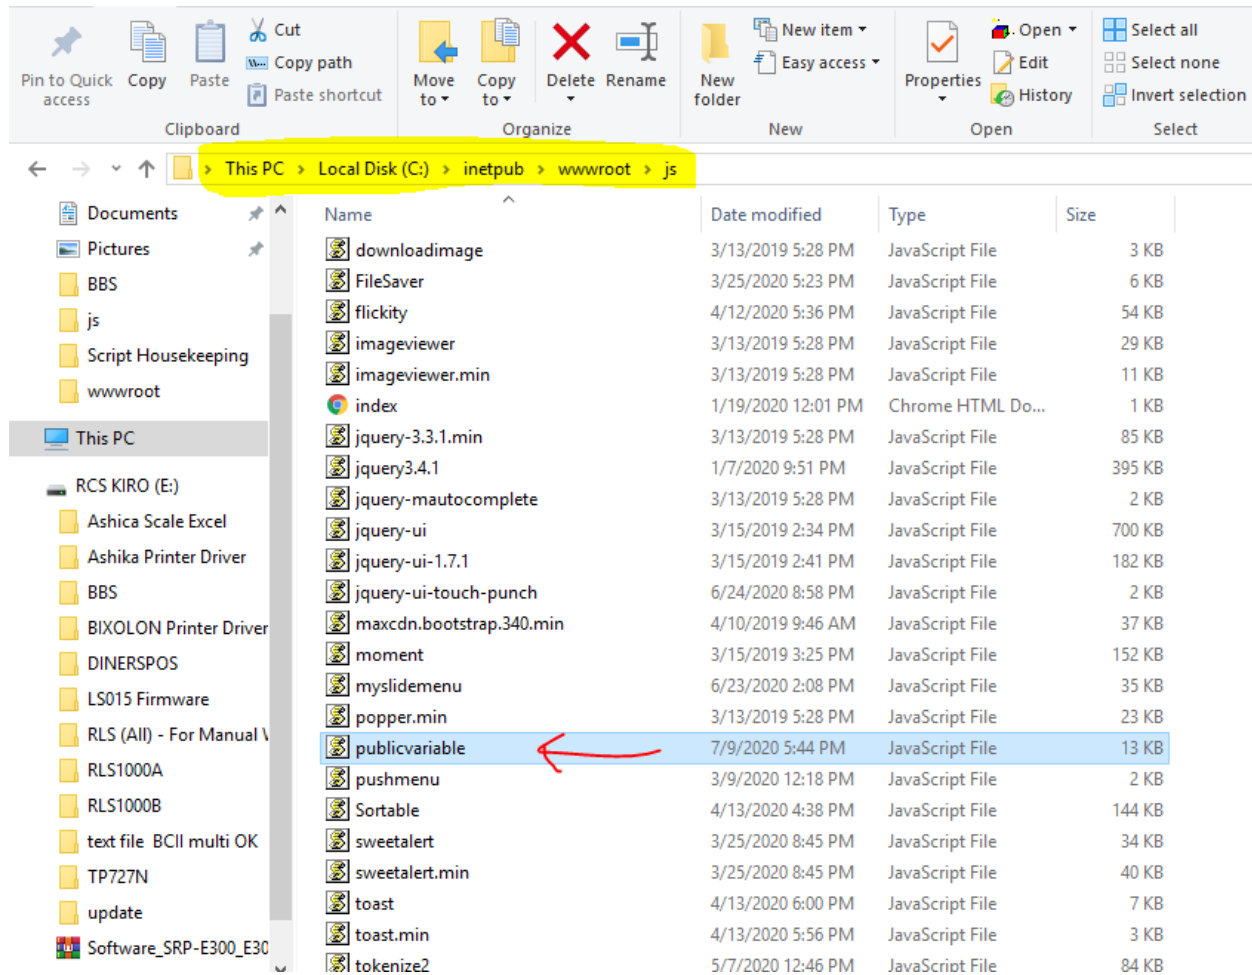 Pin to Quick access
Copy
Paste
Cut
Copy path
Paste shortcut
Clipboard
Move to
Copy to
Delete
Rename
Organize
New folder
New item
Easy access
New
Properties
Open
Edit
History
Open
Select all
Select none
Invert selection
Select
This PC > Local Disk (C:) > inetpub > wwwroot > js
Documents
Pictures
BBS
js
Script Housekeeping
wwwroot
This PC
RCS KIRO (E:)
Ashica Scale Excel
Ashika Printer Driver
BBS
BIXOLON Printer Driver
DINERSPOS
LS015 Firmware
RLS (All) - For Manual
RLS1000A
RLS1000B
text file BCII multi OK
TP727N
update
Software_SRP-E300_E30
Name Date modified Type Size
downloadimage 3/13/2019 5:28 PM JavaScript File 3 KB
FileSaver 3/25/2020 5:23 PM JavaScript File 6 KB
flickity 4/12/2020 5:36 PM JavaScript File 54 KB
imageviewer 3/13/2019 5:28 PM JavaScript File 29 KB
imageviewer.min 3/13/2019 5:28 PM JavaScript File 11 KB
index 1/19/2020 12:01 PM Chrome HTML Do... 1 KB
jquery-3.3.1.min 3/13/2019 5:28 PM JavaScript File 85 KB
jquery3.4.1 1/7/2020 9:51 PM JavaScript File 395 KB
jquery-mautocomplete 3/13/2019 5:28 PM JavaScript File 2 KB
jquery-ui 3/15/2019 2:34 PM JavaScript File 700 KB
jquery-ui-1.7.1 3/15/2019 2:41 PM JavaScript File 182 KB
jquery-ui-touch-punch 6/24/2020 8:58 PM JavaScript File 2 KB
maxcdn.bootstrap.340.min 4/10/2019 9:46 AM JavaScript File 37 KB
moment 3/15/2019 3:25 PM JavaScript File 152 KB
myslidemenu 6/23/2020 2:08 PM JavaScript File 35 KB
popper.min 3/13/2019 5:28 PM JavaScript File 23 KB
publicvariable 7/9/2020 5:44 PM JavaScript File 13 KB
pushmenu 3/9/2020 12:18 PM JavaScript File 2 KB
Sortable 4/13/2020 4:38 PM JavaScript File 144 KB
sweetalert 3/25/2020 8:45 PM JavaScript File 34 KB
sweetalert.min 3/25/2020 8:45 PM JavaScript File 40 KB
toast 4/13/2020 6:00 PM JavaScript File 7 KB
toast.min 4/13/2020 5:56 PM JavaScript File 3 KB
tokenize2 5/7/2020 12:46 PM JavaScript File 84 KB